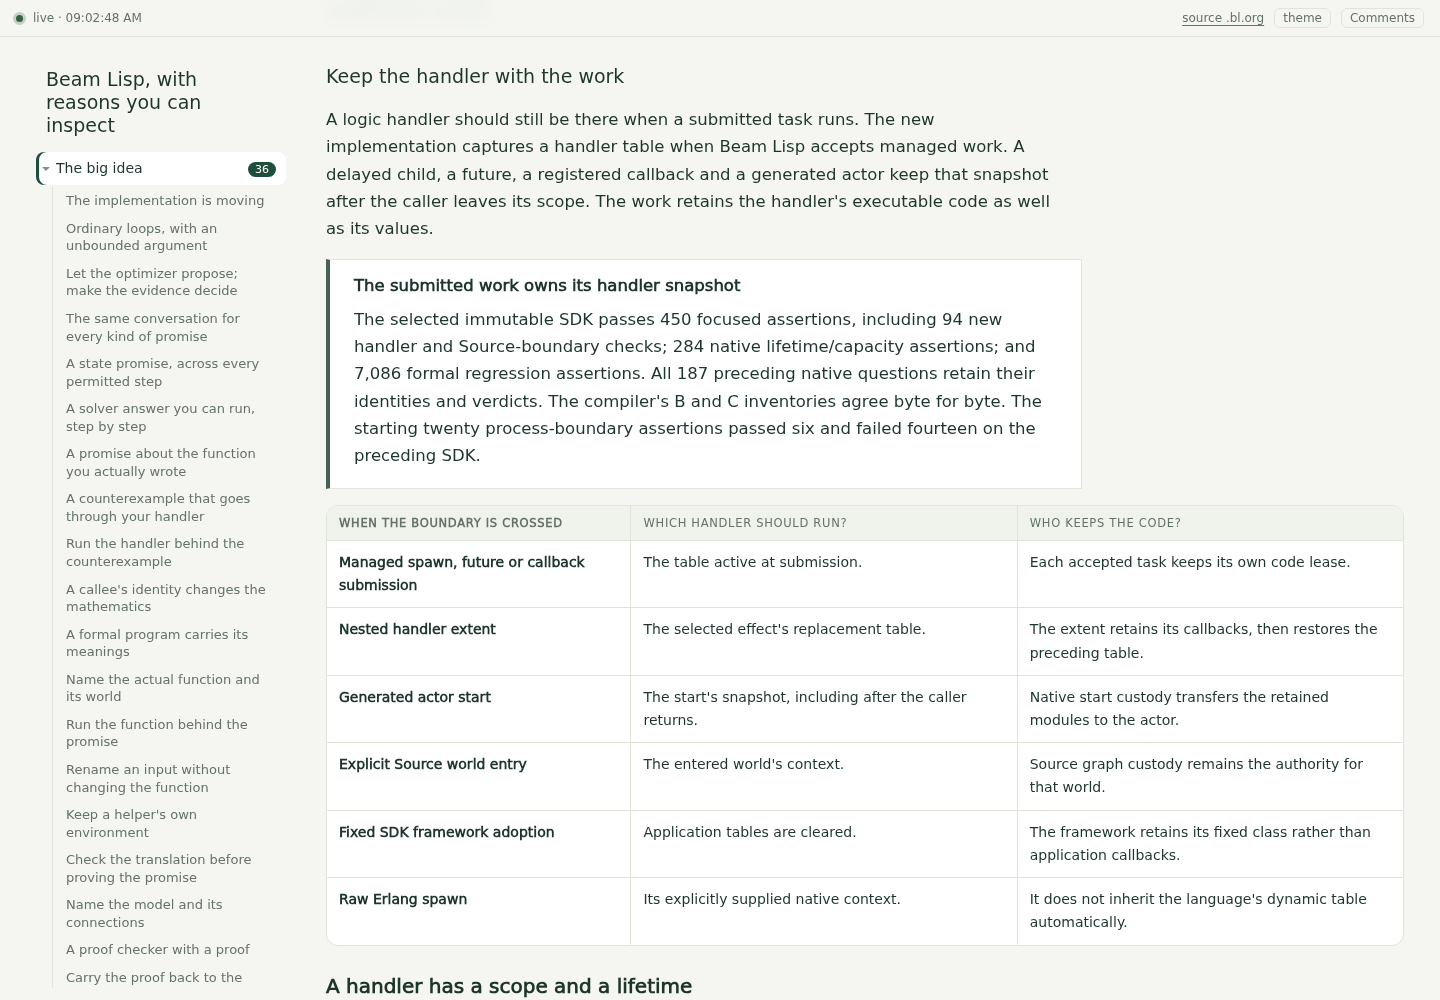 live · 09:02:48 AM
source .bl.org
theme
Comments
Beam Lisp, with
reasons you can
inspect
The big idea
36
The implementation is moving
Ordinary loops, with an
unbounded argument
Let the optimizer propose;
make the evidence decide
The same conversation for
every kind of promise
A state promise, across every
permitted step
A solver answer you can run,
step by step
A promise about the function
you actually wrote
A counterexample that goes
through your handler
Run the handler behind the
counterexample
A callee's identity changes the
mathematics
A formal program carries its
meanings
Name the actual function and
its world
Run the function behind the
promise
Rename an input without
changing the function
Keep a helper's own
environment
Check the translation before
proving the promise
Name the model and its
connections
A proof checker with a proof
Carry the proof back to the
Keep the handler with the work
A logic handler should still be there when a submitted task runs. The new
implementation captures a handler table when Beam Lisp accepts managed work. A
delayed child, a future, a registered callback and a generated actor keep that snapshot
after the caller leaves its scope. The work retains the handler's executable code as well
as its values.
The submitted work owns its handler snapshot
The selected immutable SDK passes 450 focused assertions, including 94 new
handler and Source-boundary checks; 284 native lifetime/capacity assertions; and
7,086 formal regression assertions. All 187 preceding native questions retain their
identities and verdicts. The compiler's B and C inventories agree byte for byte. The
starting twenty process-boundary assertions passed six and failed fourteen on the
preceding SDK.
WHEN THE BOUNDARY IS CROSSED
WHICH HANDLER SHOULD RUN?
WHO KEEPS THE CODE?
Managed spawn, future or callback
submission
The table active at submission.
Each accepted task keeps its own code lease.
Nested handler extent
The selected effect's replacement table.
The extent retains its callbacks, then restores the
preceding table.
Generated actor start
The start's snapshot, including after the caller
returns.
Native start custody transfers the retained
modules to the actor.
Explicit Source world entry
The entered world's context.
Source graph custody remains the authority for
that world.
Fixed SDK framework adoption
Application tables are cleared.
The framework retains its fixed class rather than
application callbacks.
Raw Erlang spawn
Its explicitly supplied native context.
It does not inherit the language's dynamic table
automatically.
A handler has a scope and a lifetime